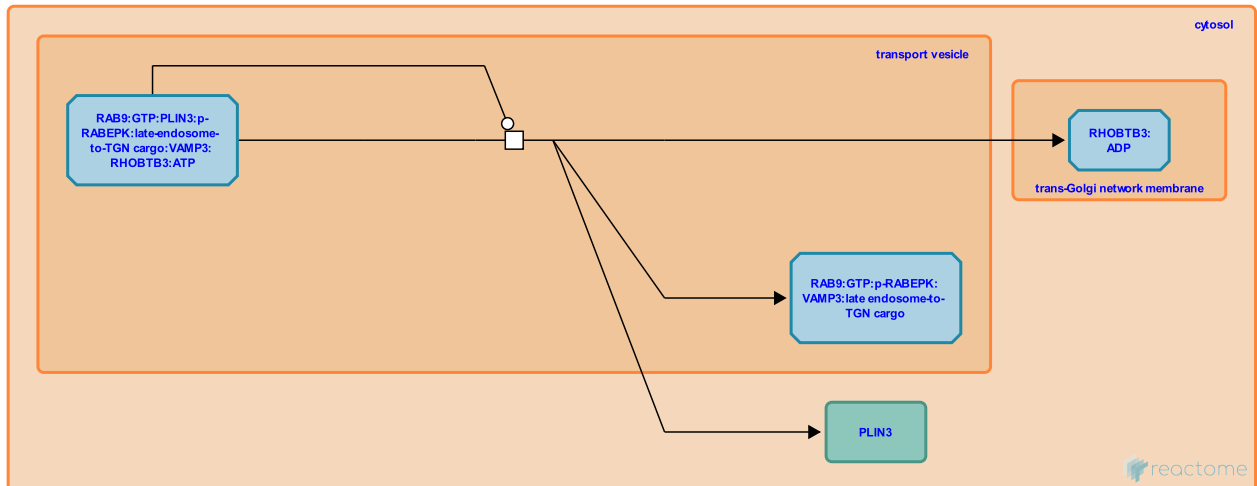 cytosol
transport vesicle
RAB9:GTP:PLIN3:p-
RABEPK:late-endosome-
to-TGN cargo:VAMP3:
RHOBTB3:ATP
RHOBTB3:
ADP
trans-Golgi network membrane
RAB9:GTP:p-RABEPK:
VAMP3:late endosome-to-
TGN cargo
PLIN3
reactome